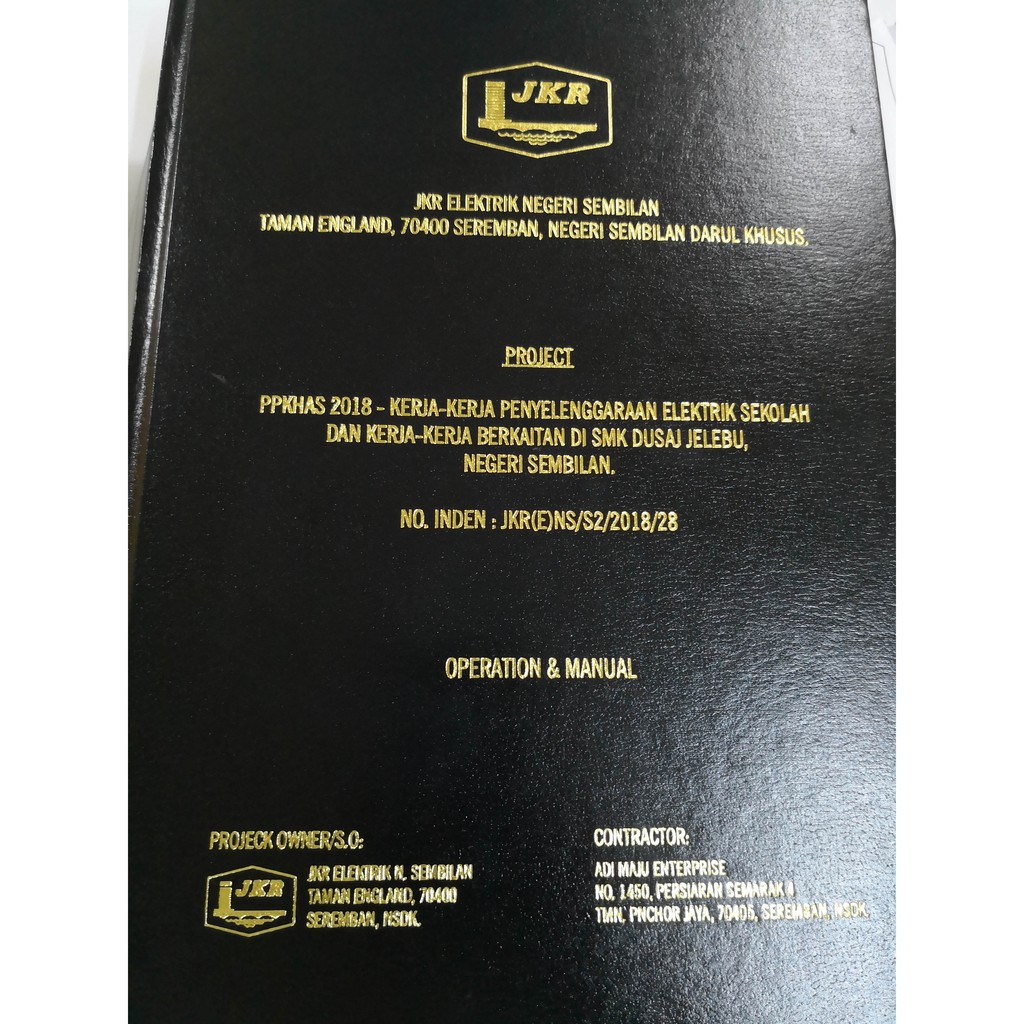 JKR
JKR ELEKTRIK NEGERI SEMBILAN
TAMAN ENGLAND, 70400 SEREMBAN, NEGERI SEMBILAN DARUL KHUSUS.
PROJECT
PPKHAS 2018 - KERJA-KERJA PENYELENGGARAAN ELEKTRIK SEKOLAH
DAN KERJA-KERJA BERKAITAN DI SMK DUSAJ JELEBU,
NEGERI SEMBILAN.
NO. INDEN : JKR(E)NS/S2/2018/28
OPERATION & MANUAL
PROJECK OWNER/S.O:
JKR
JKR ELEKTRIK N. SEMBILAN
TAMAN ENGLAND, 70400
SEREMBAN, NSDK.
CONTRACTOR:
ADI MAJU ENTERPRISE
NO. 1450, PERSIARAN SEMARAK 4
TMN. PNCHOR JAYA, 70405, SEREMBAN, NSDK.